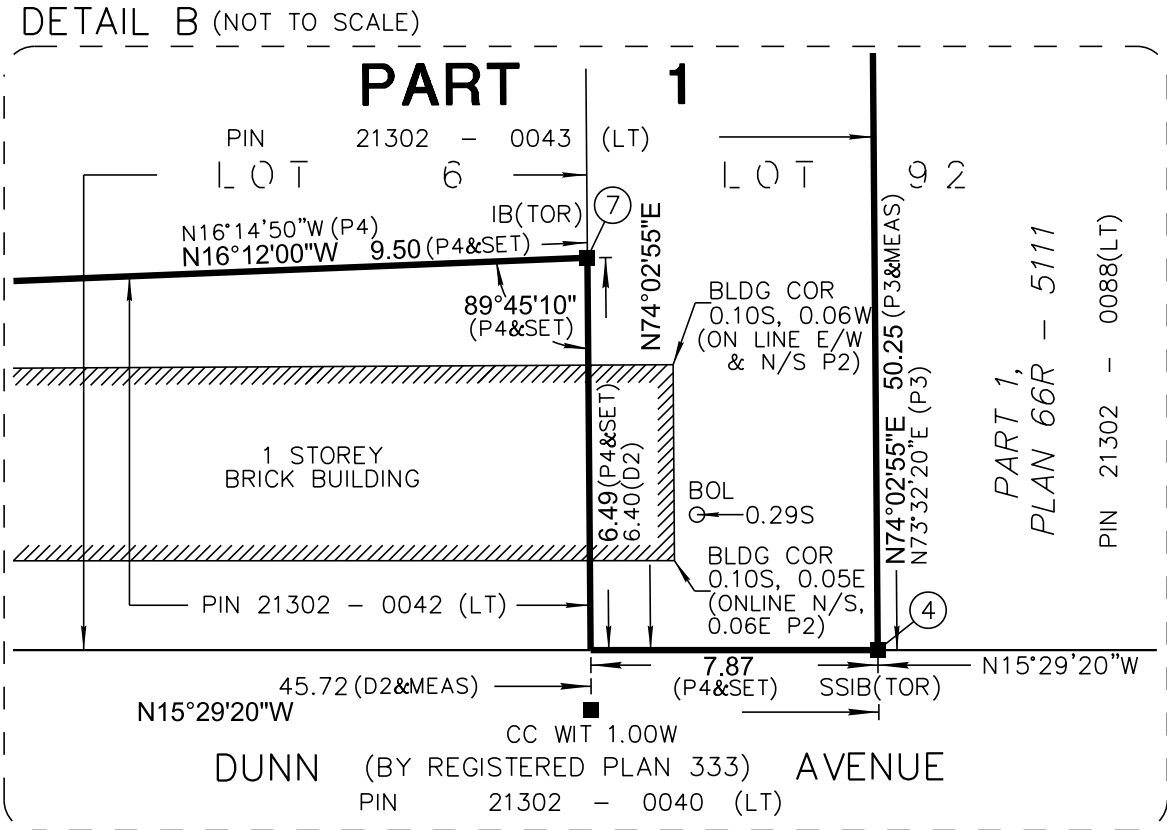 DETAIL B (NOT TO SCALE)
PART 1
PIN 21302 - 0043 (LT)
LOT 6
LOT 92
IB(TOR)
7
N16°14'50"W (P4)
N16°12'00"W 9.50 (P4&SET)
89°45'10"
(P4&SET)
N74°02'55"E
BLDG COR
0.10S, 0.06W
(ON LINE E/W
& N/S P2)
N74°02'55"E 50.25 (P3&MEAS)
N73°32'20"E (P3)
PART 1,
PLAN 66R - 5111
PIN 21302 - 0088(LT)
1 STOREY
BRICK BUILDING
6.49 (P4&SET)
6.40 (D2)
BOL
0.29S
BLDG COR
0.10S, 0.05E
(ONLINE N/S,
0.06E P2)
PIN 21302 - 0042 (LT)
4
7.87
(P4&SET)
N15°29'20"W
45.72 (D2&MEAS)
SSIB(TOR)
N15°29'20"W
CC WIT 1.00W
DUNN (BY REGISTERED PLAN 333) AVENUE
PIN 21302 - 0040 (LT)